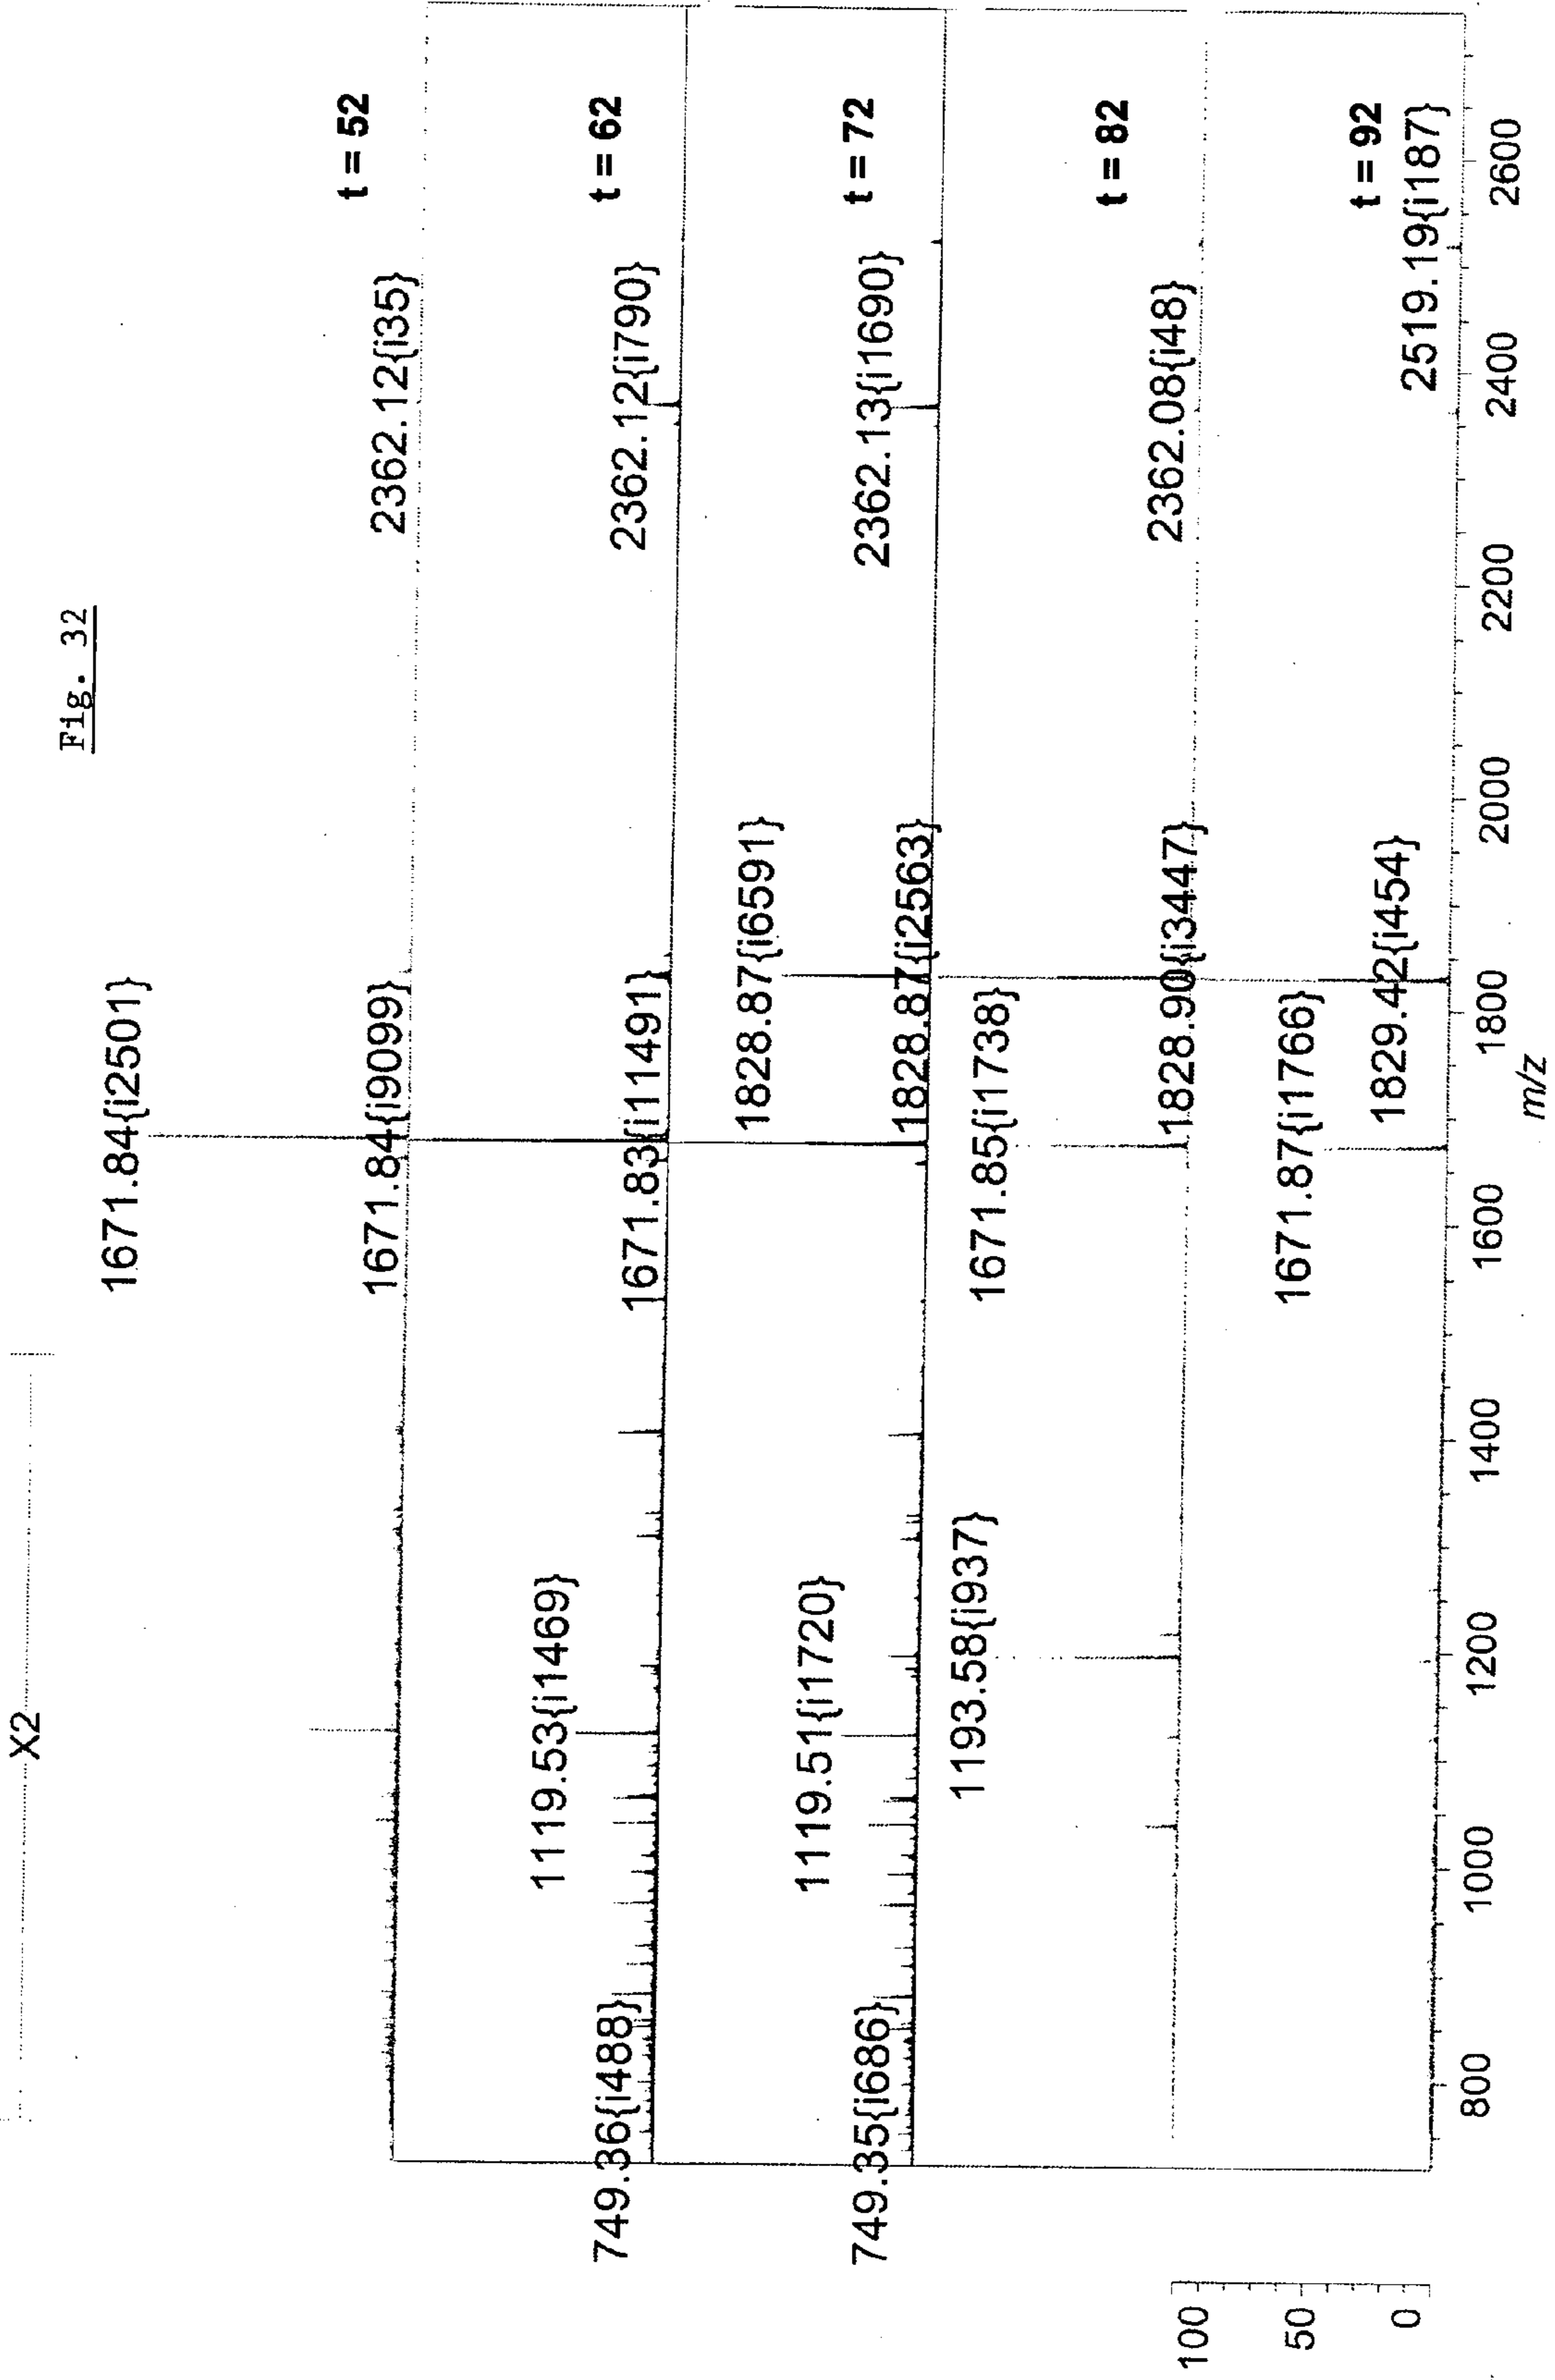 Fig. 32
X2
1671.84{i2501}
t = 52
1671.84{i9099}
2362.12{i35}
t = 62
1119.53{i1469}
749.36{i488}
1671.83{i11491}
2362.12{i790}
t = 72
1828.87{i6591}
1119.51{i1720}
749.35{i686}
1828.87{i2563}
2362.13{i1690}
t = 82
1193.58{i937}
1671.85{i1738}
1828.90{i3447}
2362.08{i48}
t = 92
1671.87{i1766}
1829.42{i454}
2519.19{i187}
100
50
0
800 1000 1200 1400 1600 1800 2000 2200 2400 2600
m/z